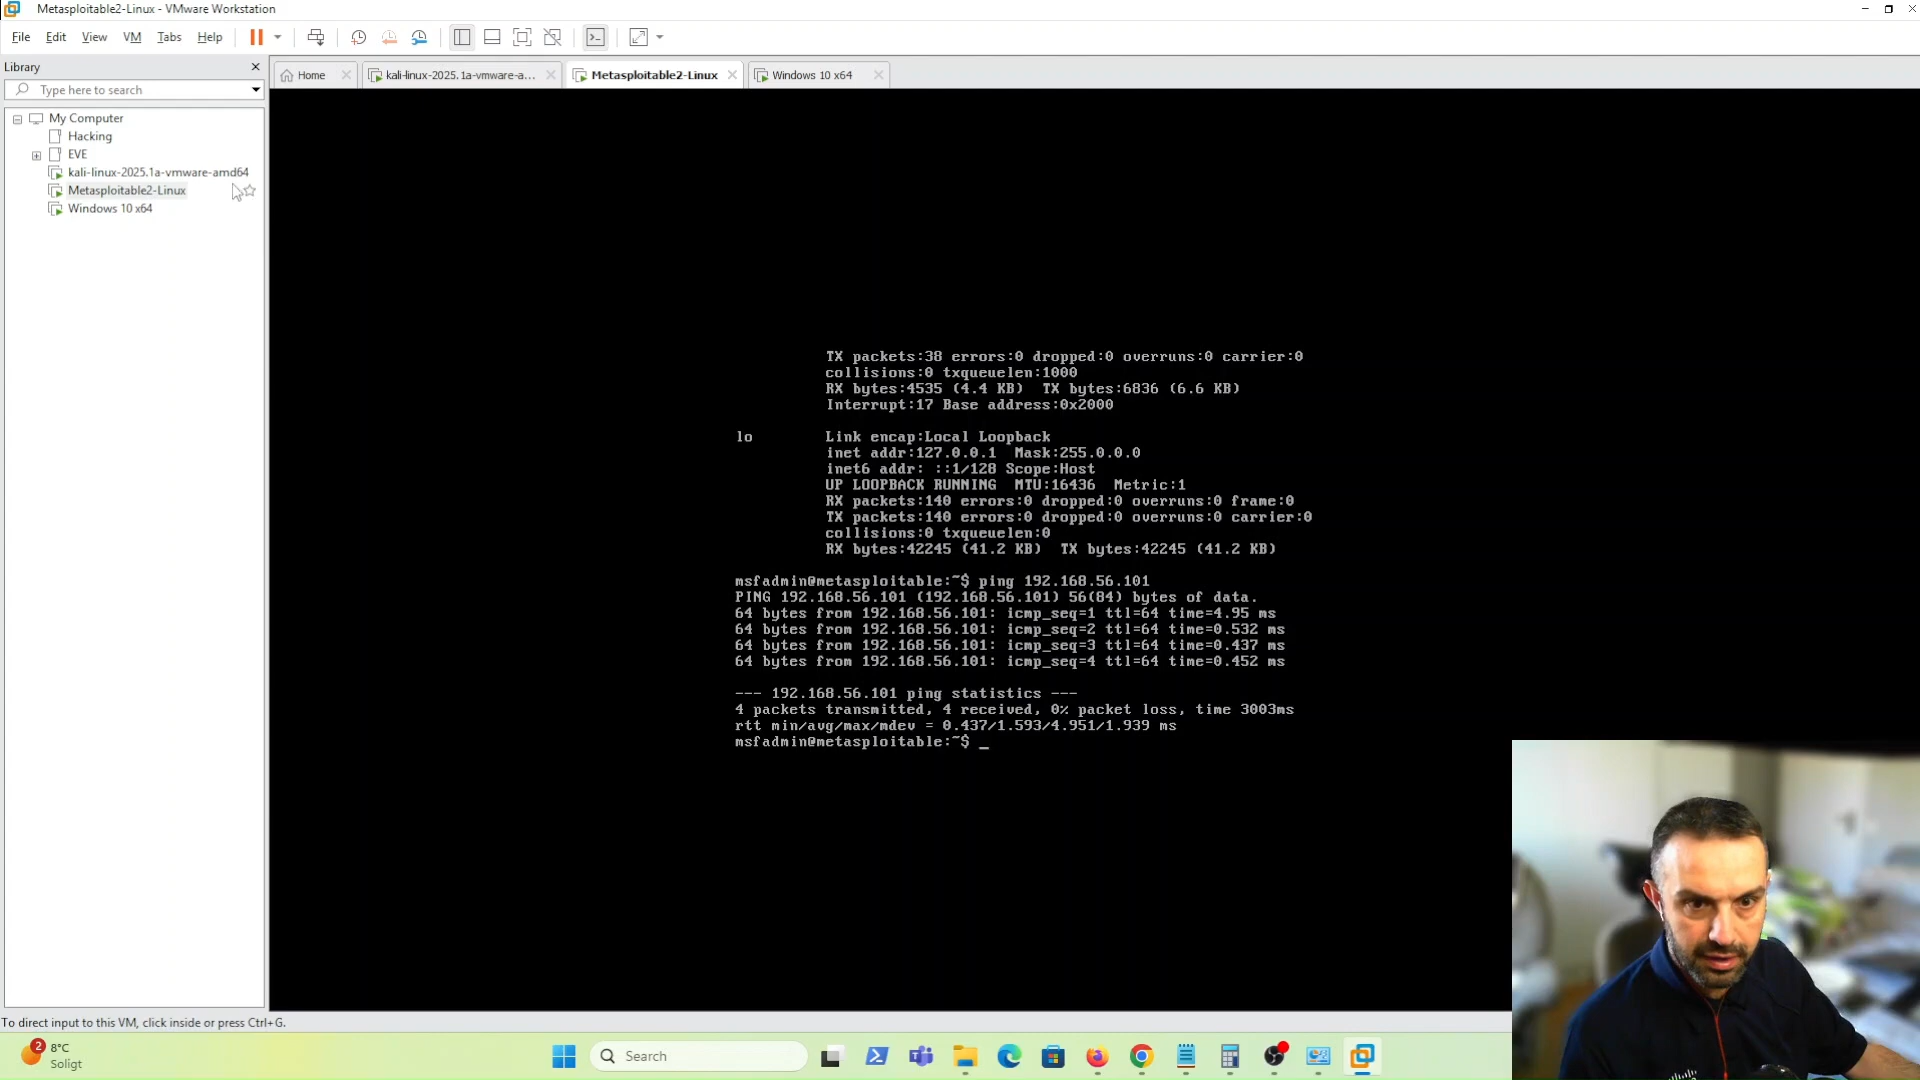 Metasploitable2-Linux - VMware Workstation
File Edit View VM Tabs Help
Library
Type here to search
My Computer
Hacking
EVE
kali-linux-2025.1a-vmware-amd64
Metasploitable2-Linux
Windows 10 x64
Home
kali-linux-2025.1a-vmware-a...
Metasploitable2-Linux
Windows 10 x64
TX packets:38 errors:0 dropped:0 overruns:0 carrier:0
collisions:0 txqueuelen:1000
RX bytes:4535 (4.4 KB)  TX bytes:6836 (6.6 KB)
Interrupt:17 Base address:0x2000
lo Link encap:Local Loopback
inet addr:127.0.0.1  Mask:255.0.0.0
inet6 addr: ::1/128 Scope:Host
UP LOOPBACK RUNNING  MTU:16436  Metric:1
RX packets:140 errors:0 dropped:0 overruns:0 frame:0
TX packets:140 errors:0 dropped:0 overruns:0 carrier:0
collisions:0 txqueuelen:0
RX bytes:42245 (41.2 KB)  TX bytes:42245 (41.2 KB)
msfadmin@metasploitable:~$ ping 192.168.56.101
PING 192.168.56.101 (192.168.56.101) 56(84) bytes of data.
64 bytes from 192.168.56.101: icmp_seq=1 ttl=64 time=4.95 ms
64 bytes from 192.168.56.101: icmp_seq=2 ttl=64 time=0.532 ms
64 bytes from 192.168.56.101: icmp_seq=3 ttl=64 time=0.437 ms
64 bytes from 192.168.56.101: icmp_seq=4 ttl=64 time=0.452 ms
--- 192.168.56.101 ping statistics ---
4 packets transmitted, 4 received, 0% packet loss, time 3003ms
rtt min/avg/max/mdev = 0.437/1.593/4.951/1.939 ms
msfadmin@metasploitable:~$ _
To direct input to this VM, click inside or press Ctrl+G.
2
8°C
Soligt
Search